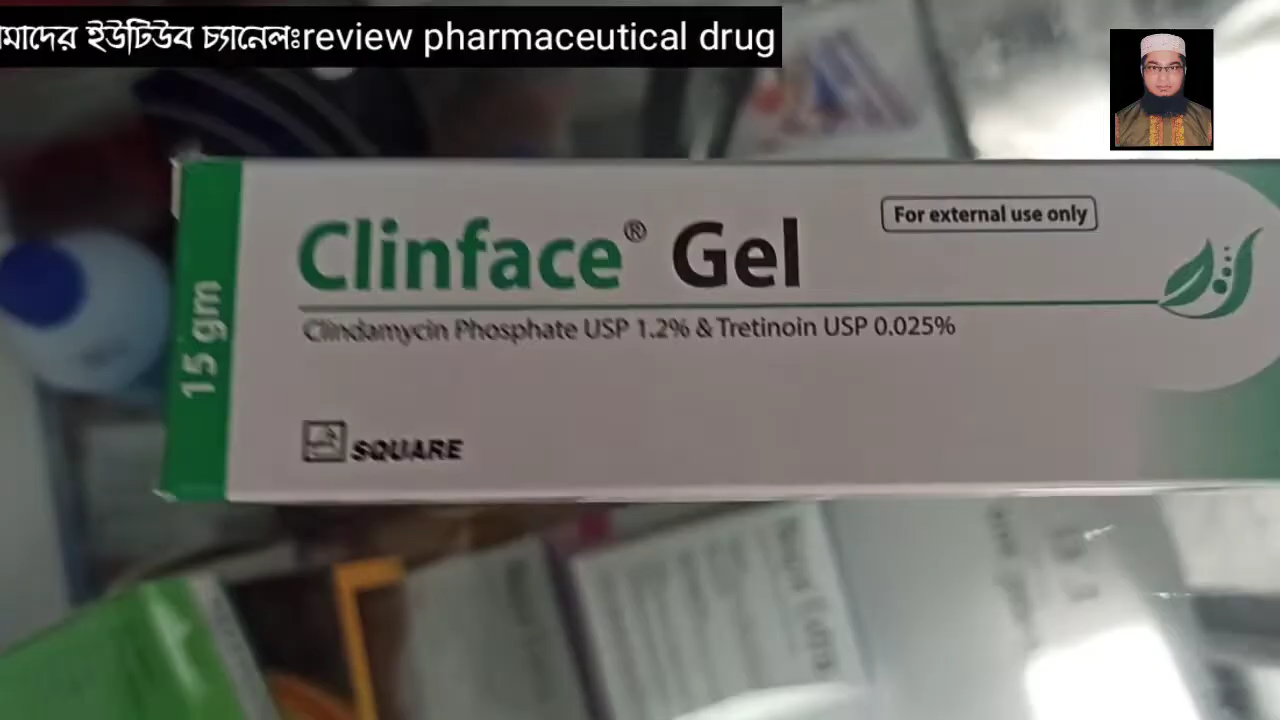 মাদের ইউটিউব চ্যানেলঃreview pharmaceutical drug
For external use only
Clinface® Gel
Clindamycin Phosphate USP 1.2% & Tretinoin USP 0.025%
15 gm
SQUARE